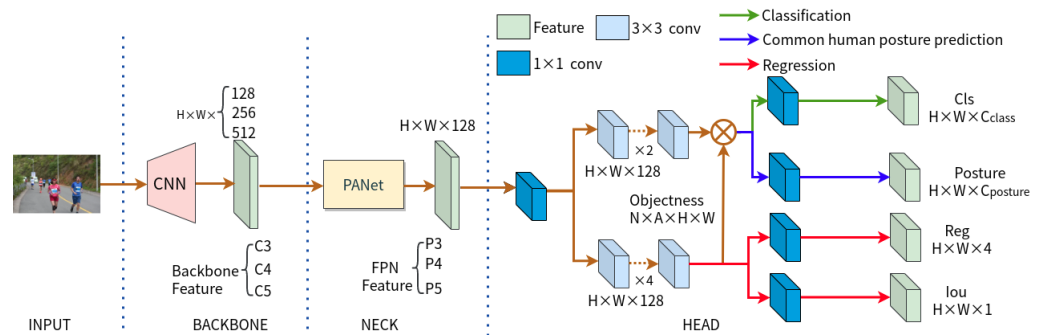 Feature
3×3 conv
1×1 conv
Classification
Common human posture prediction
Regression
H×W×
128
256
512
CNN
Backbone
Feature
C3
C4
C5
PANet
H×W×128
FPN
Feature
P3
P4
P5
×2
H×W×128
Objectness
N×A×H×W
×4
H×W×128
Cls
H×W×Cclass
Posture
H×W×Cposture
Reg
H×W×4
Iou
H×W×1
INPUT
BACKBONE
NECK
HEAD